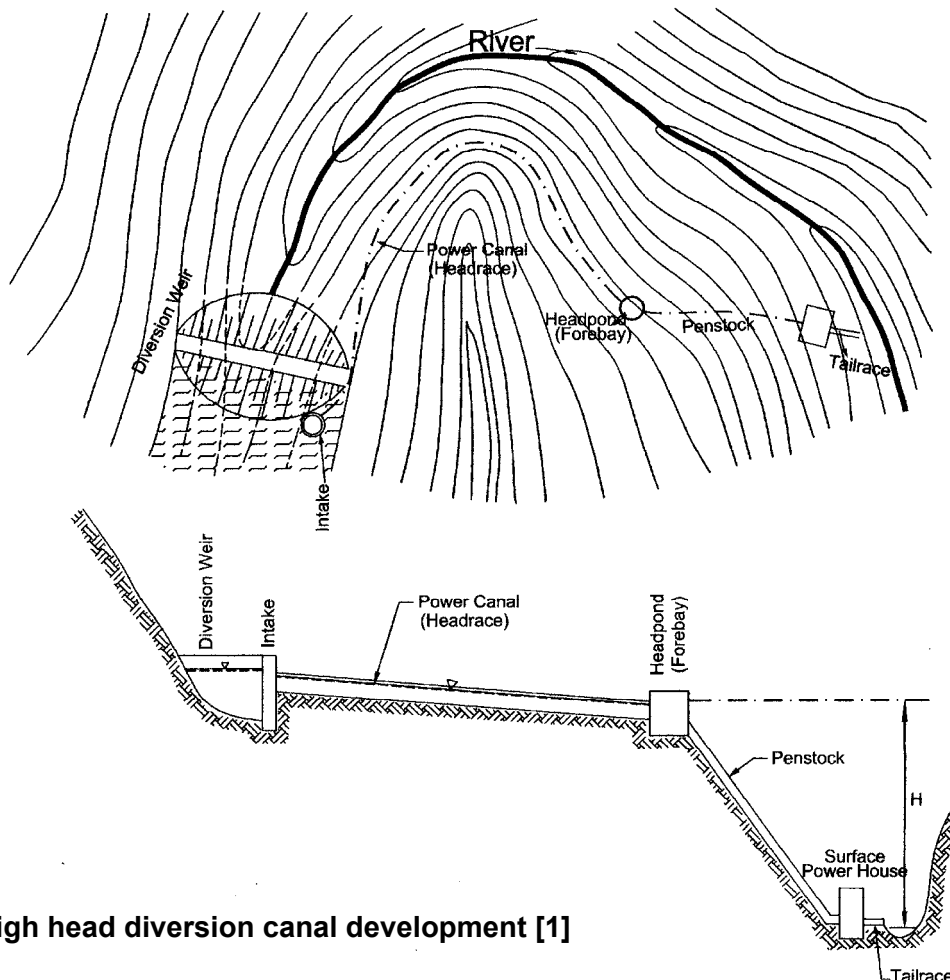 River
Power Canal
(Headrace)
Diversion Weir
Headpond
(Forebay)
Penstock
Tailrace
Intake
Diversion Weir
Intake
Power Canal
(Headrace)
Headpond
(Forebay)
Penstock
H
Surface
Power House
igh head diversion canal development [1]
Tailrace